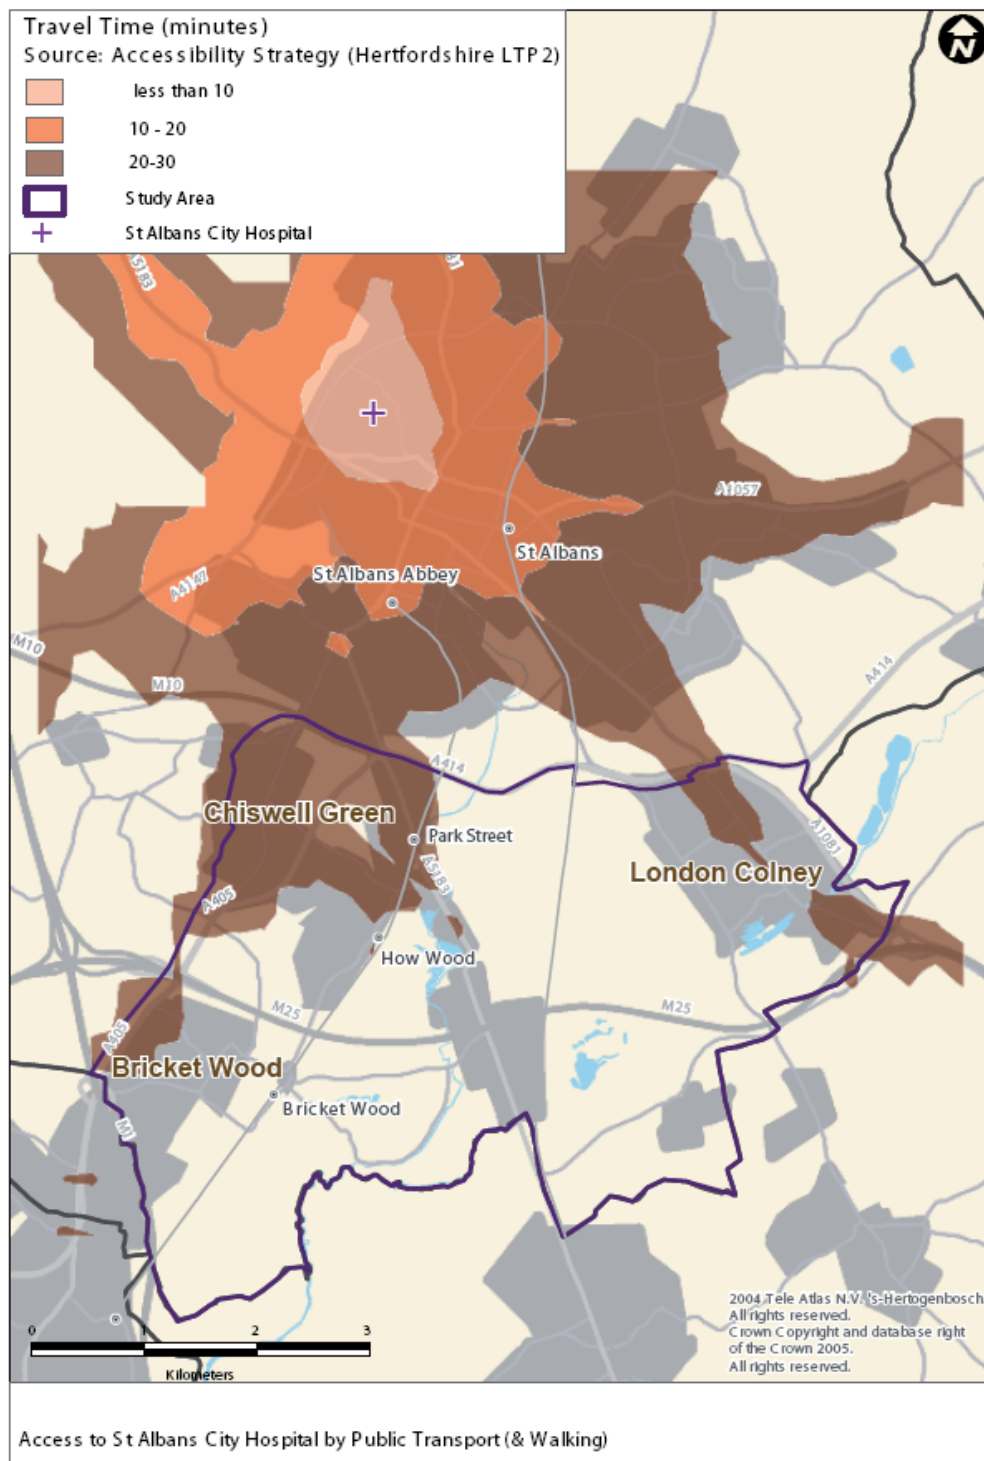 Travel Time (minutes)
Source: Accessibility Strategy (Hertfordshire LTP2)
less than 10
10 - 20
20-30
Study Area
St Albans City Hospital
N
A5183
A1057
St Albans
St Albans Abbey
A4147
M10
M10
A414
A414
Chiswell Green
Park Street
A5183
London Colney
A1081
A405
How Wood
M25
M25
A405
Bricket Wood
Bricket Wood
M1
2004 Tele Atlas N.V. 's-Hertogenbosch
All rights reserved.
Crown Copyright and database right
of the Crown 2005.
All rights reserved.
0 1 2 3
Kilometers
Access to St Albans City Hospital by Public Transport (& Walking)